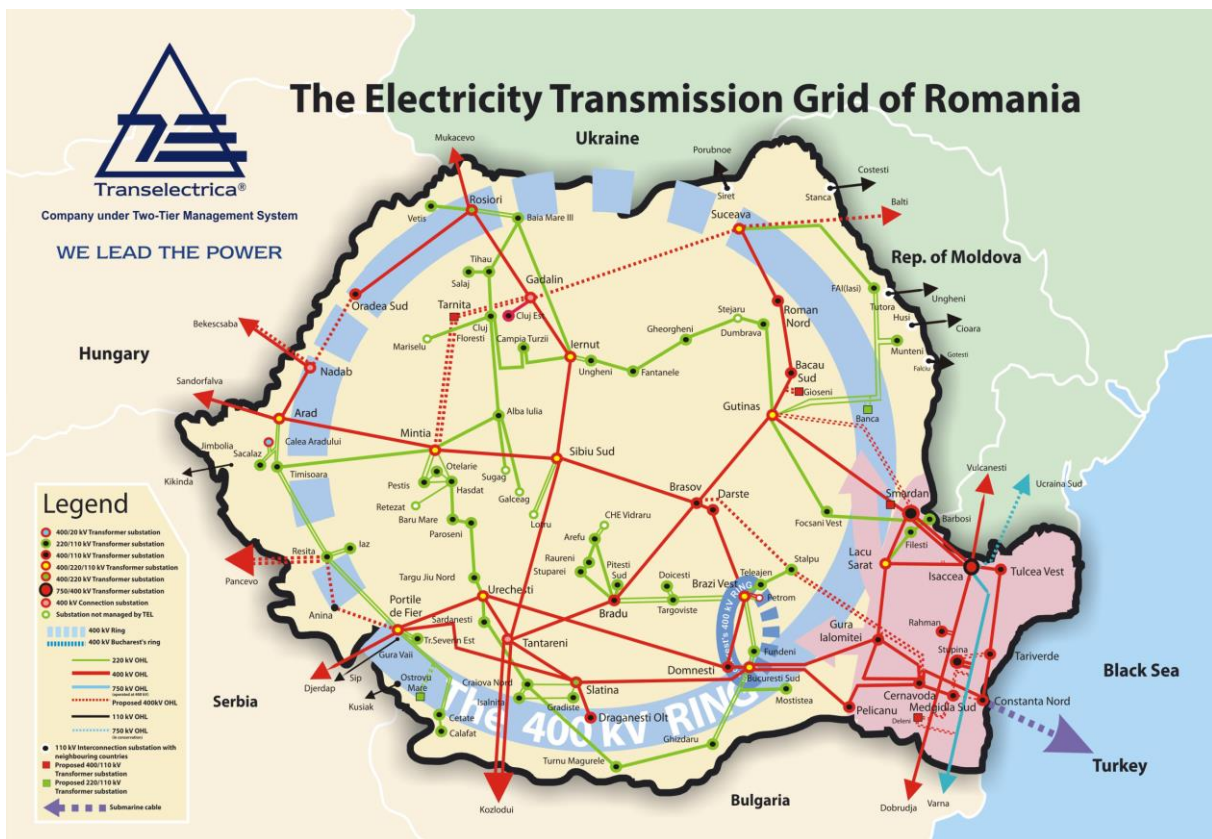 The Electricity Transmission Grid of Romania
Transelectrica®
Company under Two-Tier Management System
WE LEAD THE POWER
Ukraine
Mukacevo
Porubnoe
Siret
Costesti
Stanca
Balti
Rep. of Moldova
Vetis
Rosiori
Baia Mare III
Suceava
Tihau
Salaj
Gadalin
Oradea Sud
Tarnita
Cluj Est
FAI(Iasi)
Tutora
Ungheni
Husi
Cioara
Roman
Nord
Stejaru
Dumbrava
Gheorgheni
Mariselu
Cluj
Floresti
Campia Turzii
Iernut
Ungheni
Fantanele
Munteni
Gotesti
Falciu
Bekescsaba
Hungary
Nadab
Bacau
Sud
Gioseni
Sandorfalva
Arad
Alba Iulia
Gutinas
Banca
Calea Aradului
Jimbolia
Sacalaz
Kikinda
Timisoara
Mintia
Sibiu Sud
Otelarie
Pestis
Hasdat
Sugag
Galceag
Retezat
Baru Mare
Lotru
Paroseni
Brasov
Darste
Smardan
Vulcanesti
Ucraina Sud
CHE Vidraru
Arefu
Focsani Vest
Barbosi
Filesti
Legend
400/20 kV Transformer substation
220/110 kV Transformer substation
400/110 kV Transformer substation
400/220/110 kV Transformer substation
400/220 kV Transformer substation
750/400 kV Transformer substation
400 kV Connection substation
Substation not managed by TEL
400 kV Ring
400 kV Bucharest's ring
220 kV OHL
400 kV OHL
750 kV OHL
Proposed 400kV OHL
110 kV OHL
750 kV OHL
(in conservation)
110 kV Interconnection substation with
neighbouring countries
Proposed 400/110 kV
Transformer substation
Proposed 220/110 kV
Transformer substation
Submarine cable
Resita
Iaz
Pancevo
Anina
Raureni
Stuparei
Pitesti
Sud
Doicesti
Targoviste
Stalpu
Teleajen
Brazi Vest
Petrom
Lacu
Sarat
Isaccea
Tulcea Vest
Targu Jiu Nord
Urechesti
Portile
de Fier
Sardanesti
Bradu
Rahman
Gura
Ialomitei
Stupina
Tariverde
Tr.Severin Est
Gura Vaii
Tantareni
Fundeni
Domnesti
Bucuresti Sud
Black Sea
Djerdap
Sip
Ostrovu
Mare
Kusiak
Serbia
Craiova Nord
Isalnita
Slatina
Gradiste
Draganesti Olt
Mostistea
Pelicanu
Cernavoda
Medgidia Sud
Deleni
Constanta Nord
Cetate
Calafat
The 400 kV RING
Ghizdaru
Turnu Magurele
Turkey
Kozlodui
Bulgaria
Dobrudja
Varna